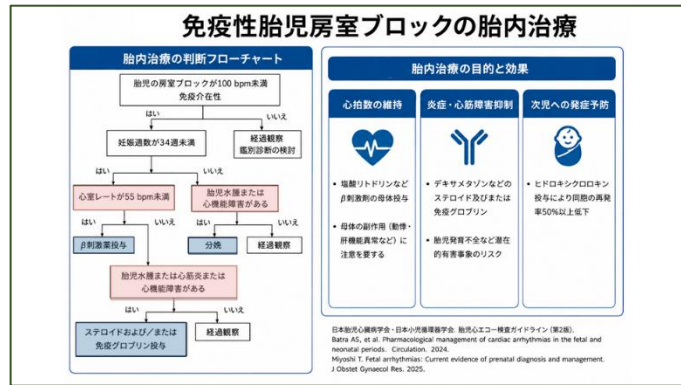 免疫性胎児房室ブロックの胎内治療
胎内治療の判断フローチャート
胎児の房室ブロックが100 bpm未満
免疫介在性
はい
いいえ
妊娠週数が34週未満
経過観察
鑑別診断の検討
はい
いいえ
心室レートが55 bpm未満
胎児水腫または
心機能障害がある
はい
いいえ
はい
いいえ
β刺激薬投与
分娩
経過観察
胎児水腫または心筋炎または
心機能障害がある
はい
いいえ
ステロイドおよび/または
免疫グロブリン投与
経過観察
胎内治療の目的と効果
心拍数の維持
• 塩酸リトドリンなど
β刺激剤の母体投与
• 母体の副作用（動悸・
肝機能異常など）に
注意を要する
炎症・心筋障害抑制
• デキサメタゾンなどの
ステロイド及びまたは
免疫グロブリン
• 胎児発育不全など潜在
的有害事象のリスク
次児への発症予防
• ヒドロキシクロロキン
投与により同胞の再発
率50%以上低下
日本胎児心臓病学会・日本小児循環器学会. 胎児心エコー検査ガイドライン（第2版）.
Batra AS, et al. Pharmacological management of cardiac arrhythmias in the fetal and
neonatal periods. Circulation. 2024.
Miyoshi T. Fetal arrhythmias: Current evidence of prenatal diagnosis and management.
J Obstet Gynaecol Res. 2025.